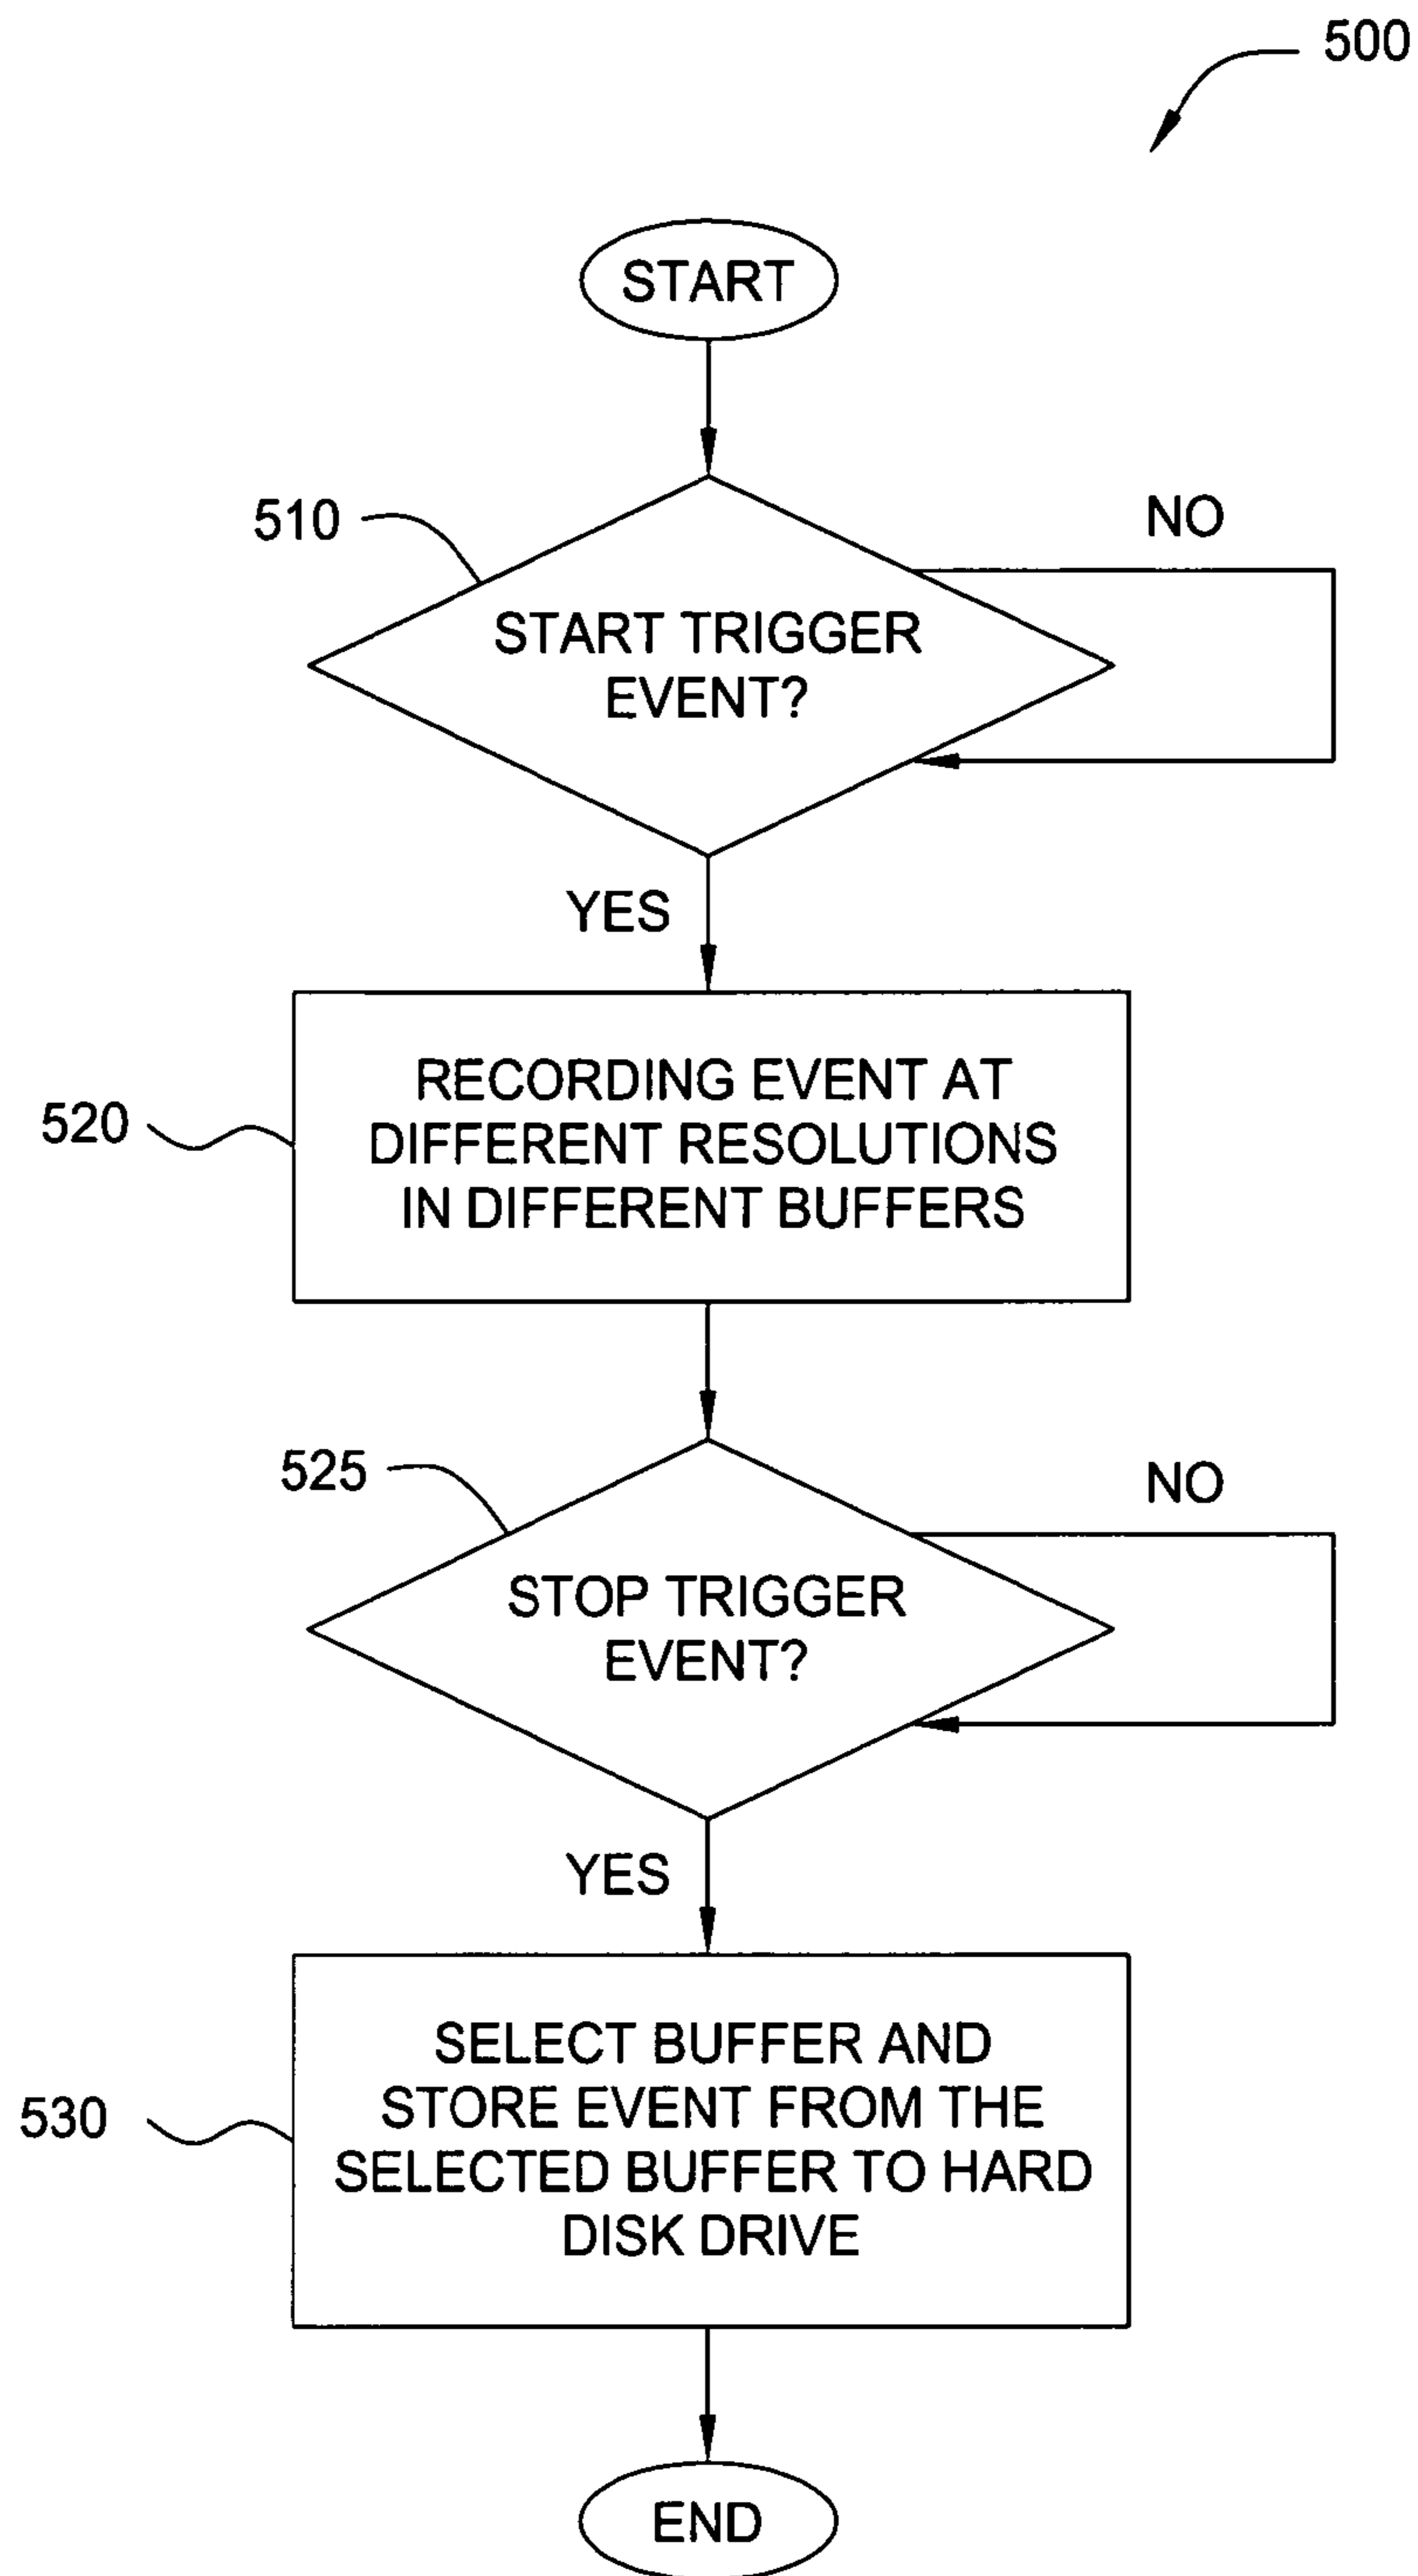 500
START
510
NO
START TRIGGER
EVENT?
YES
520
RECORDING EVENT AT
DIFFERENT RESOLUTIONS
IN DIFFERENT BUFFERS
525
NO
STOP TRIGGER
EVENT?
YES
530
SELECT BUFFER AND
STORE EVENT FROM THE
SELECTED BUFFER TO HARD
DISK DRIVE
END